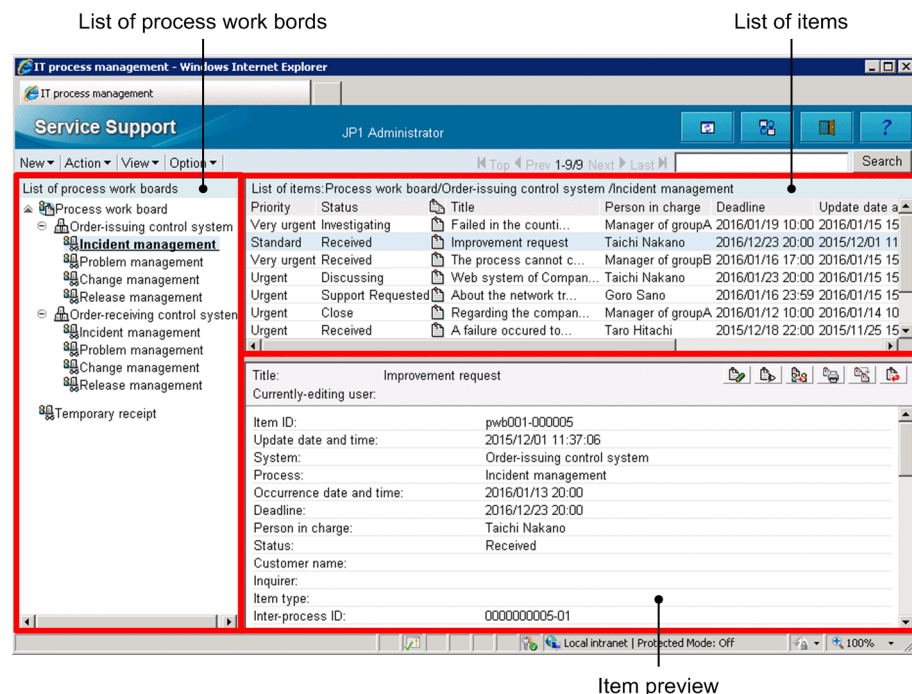 List of process work bords
List of items
IT process management - Windows Internet Explorer
IT process management
Service Support
JP1 Administrator
?
New Action View Option
Top Prev 1-9/9 Next Last
Search
List of process work boards
Process work board
Order-issuing control system
Incident management
Problem management
Change management
Release management
Order-receiving control systen
Incident management
Problem management
Change management
Release management
Temporary receipt
List of items:Process work board/Order-issuing control system /Incident management
Priority Status Title Person in charge Deadline Update date a
Very urgent Investigating Failed in the counti... Manager of groupA 2016/01/19 10:00 2016/01/15 15
Standard Received Improvement request Taichi Nakano 2016/12/23 20:00 2015/12/01 11
Very urgent Received The process cannot c... Manager of groupB 2016/01/16 17:00 2016/01/15 15
Urgent Discussing Web system of Compan... Taichi Nakano 2016/01/23 20:00 2016/01/15 15
Urgent Support Requested About the network tr... Goro Sano 2016/01/16 23:59 2016/01/15 15
Urgent Close Regarding the compan... Manager of groupA 2016/01/12 10:00 2016/01/14 10
Urgent Received A failure occured to... Taro Hitachi 2015/12/18 22:00 2015/11/25 15
Title: Improvement request
Currently-editing user:
Item ID: pwb001-000005
Update date and time: 2015/12/01 11:37:06
System: Order-issuing control system
Process: Incident management
Occurrence date and time: 2016/01/13 20:00
Deadline: 2016/12/23 20:00
Person in charge: Taichi Nakano
Status: Received
Customer name:
Inquirer:
Item type:
Inter-process ID: 0000000005-01
Local intranet | Protected Mode: Off
100%
Item preview